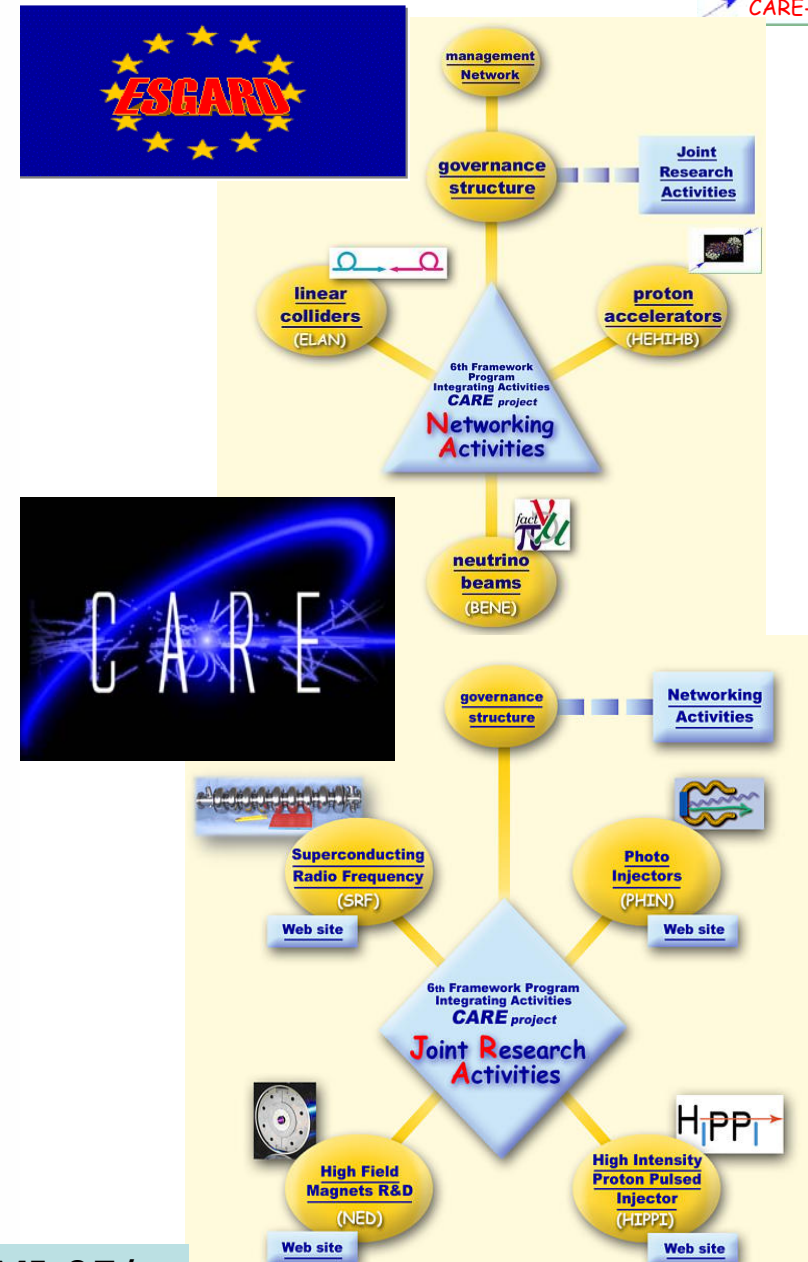 CARE-
ESGARD
management
Network
governance
structure
Joint
Research
Activities
linear
colliders
(ELAN)
proton
accelerators
(HEHIHB)
6th Framework
Program
Integrating Activities
CARE project
Networking
Activities
fact
π ν μ
neutrino
beams
(BENE)
CARE
governance
structure
Networking
Activities
Superconducting
Radio Frequency
(SRF)
Web site
Photo
Injectors
(PHIN)
Web site
6th Framework Program
Integrating Activities
CARE project
Joint Research
Activities
HIPPI
High Field
Magnets R&D
(NED)
Web site
High Intensity
Proton Pulsed
Injector
(HIPPI)
Web site